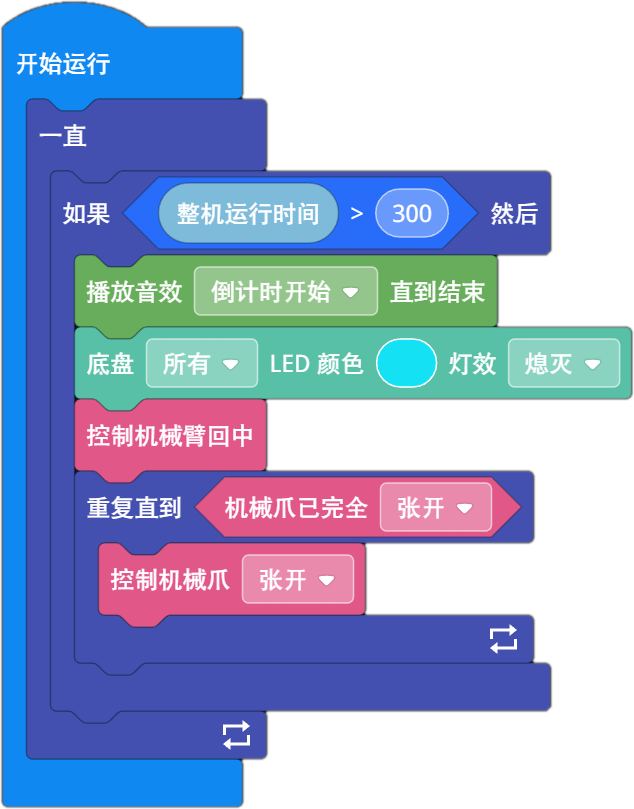 开始运行
一直
如果 整机运行时间 > 300 然后
播放音效 倒计时开始 直到结束
底盘 所有 LED 颜色 灯效 熄灭
控制机械臂回中
重复直到 机械爪已完全 张开
控制机械爪 张开